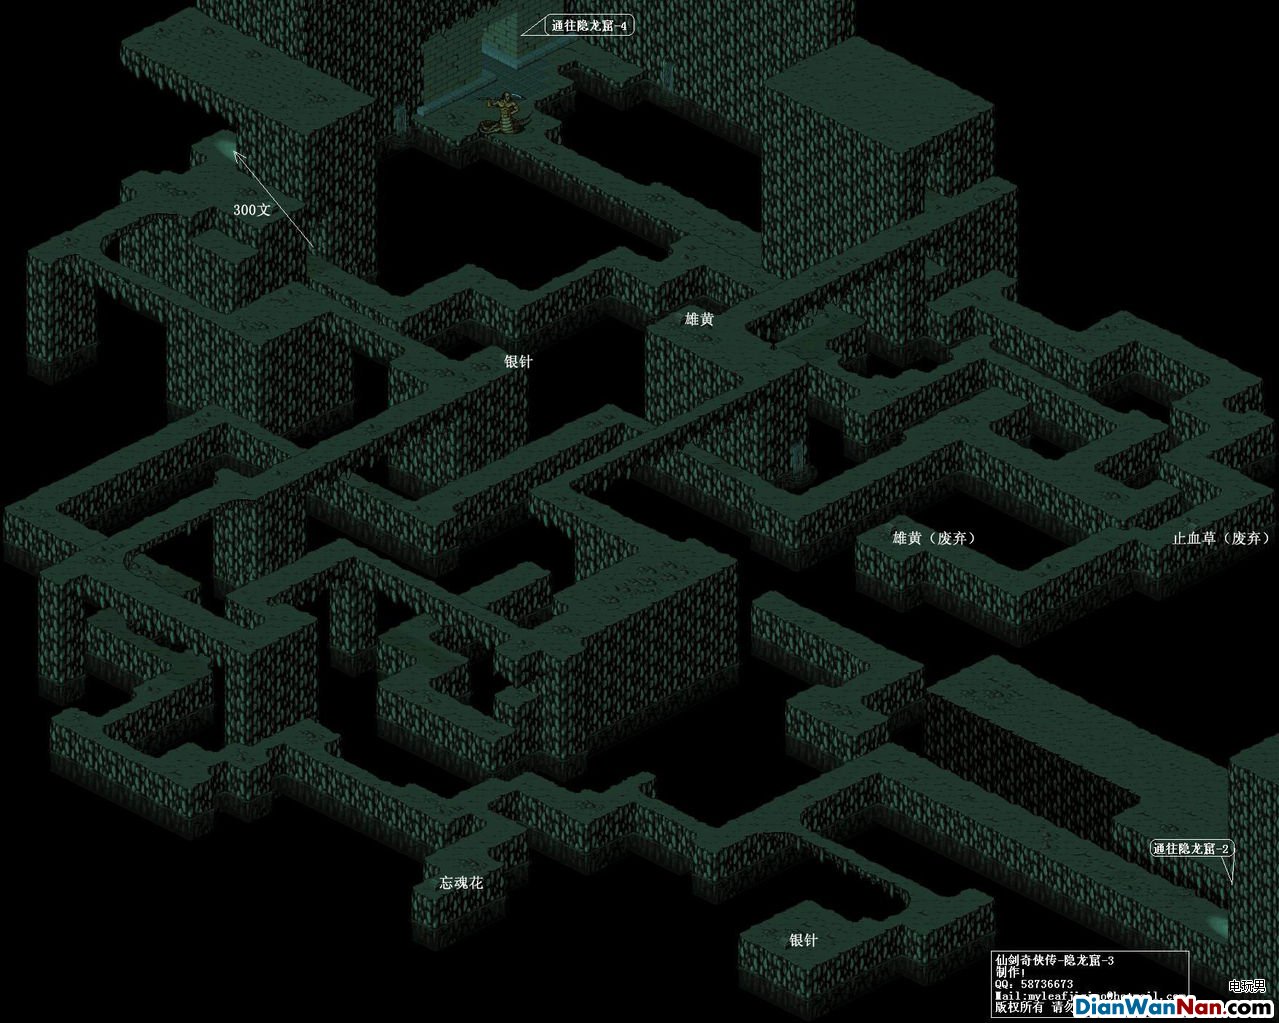 通往隐龙窟-4
300文
雄黄
银针
雄黄（废弃）
止血草（废弃）
通往隐龙窟-2
忘魂花
银针
仙剑奇侠传-隐龙窟-3
制作!
QQ: 58736673
版权所有 请勿
电玩男
DianWanNan.com